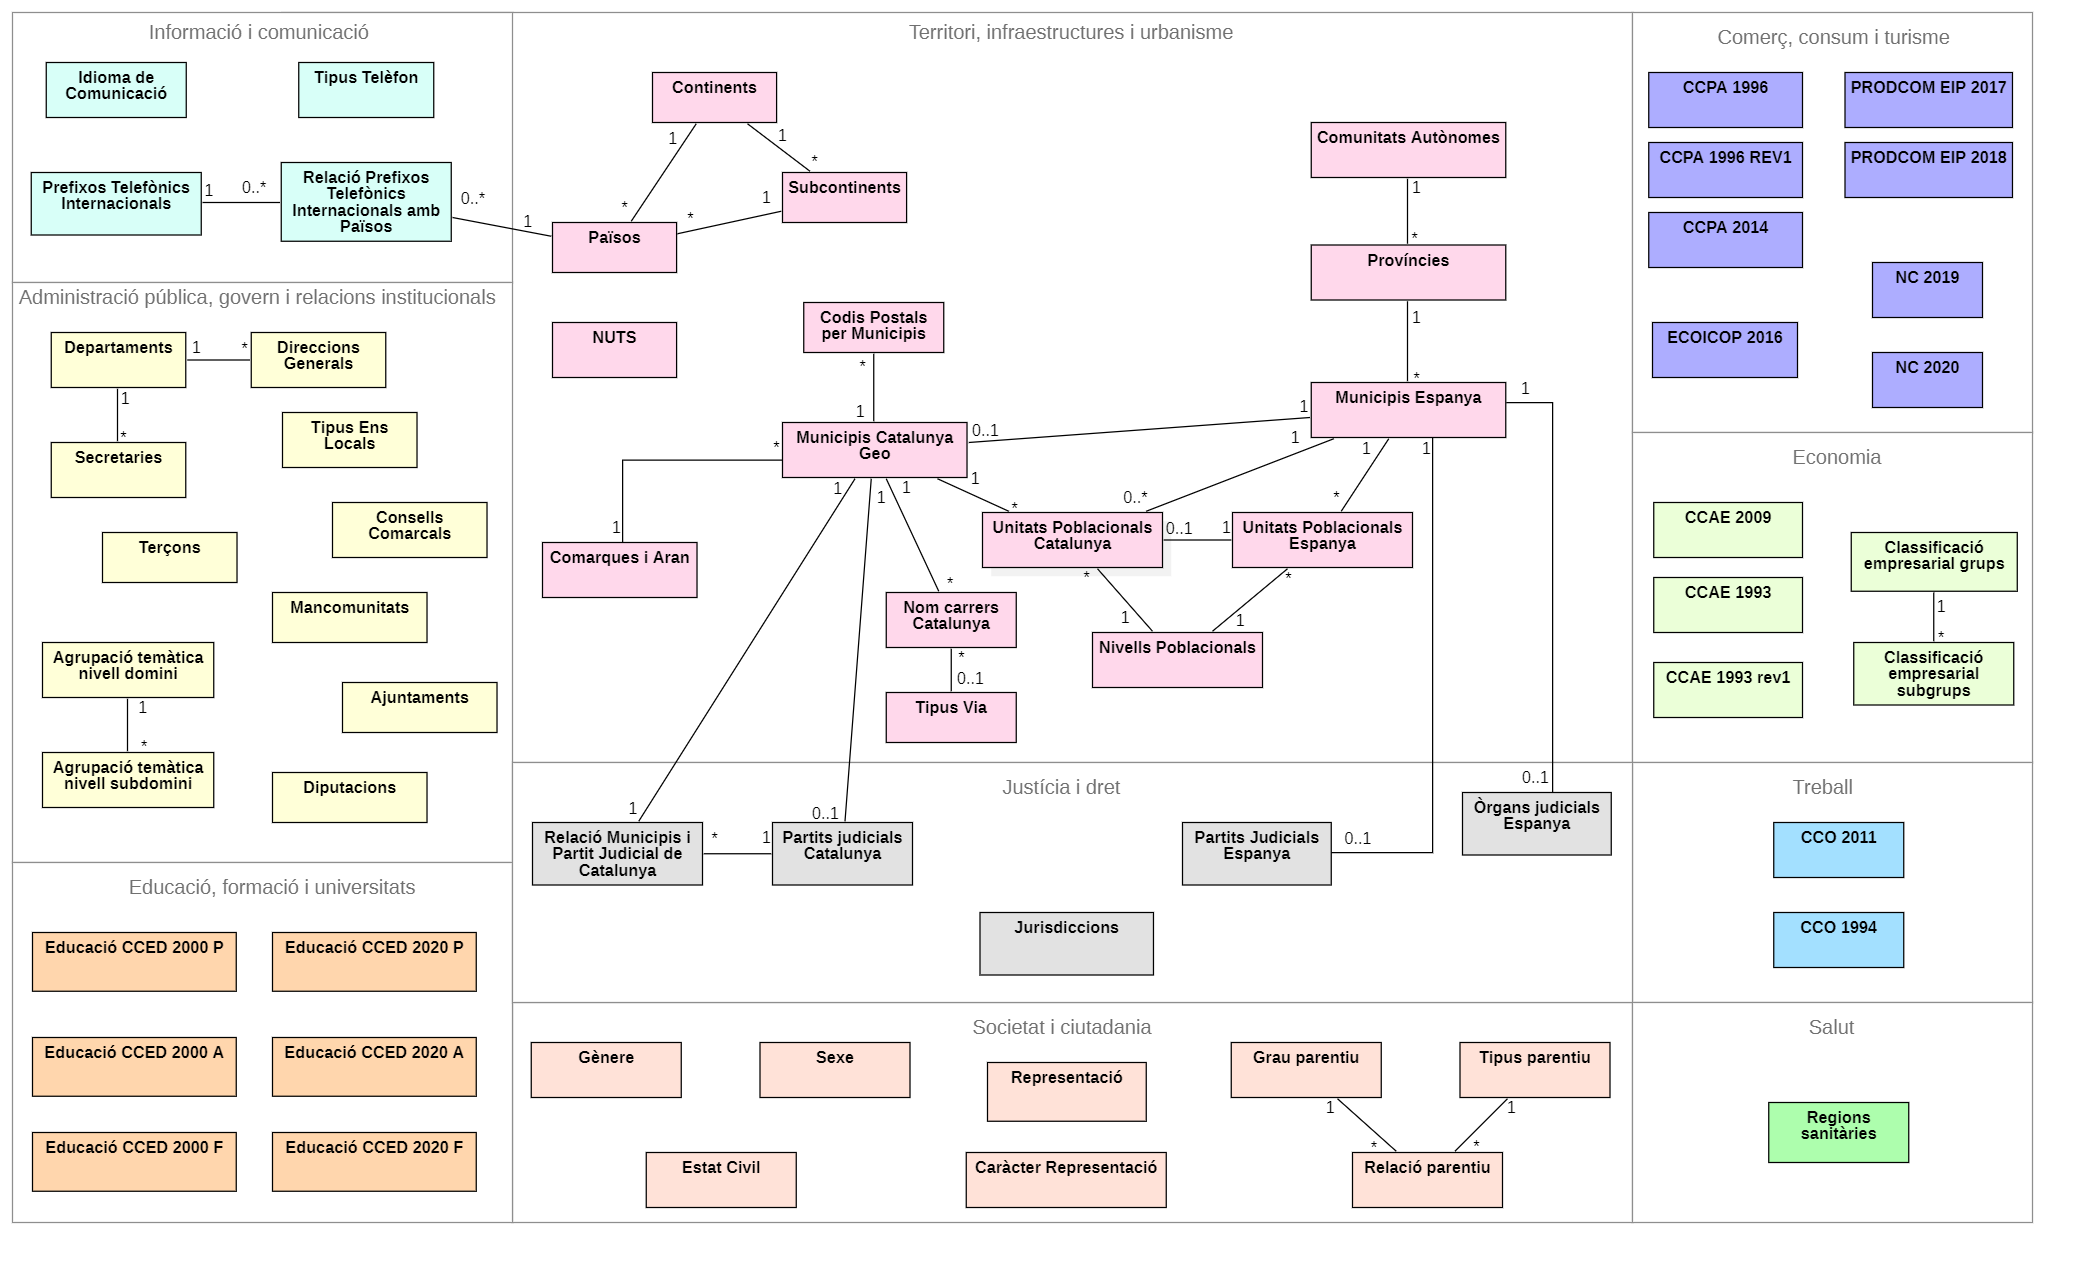 Informació i comunicació
Idioma de
Comunicació
Tipus Telèfon
Prefixos Telefònics
Internacionals
1
0..*
Relació Prefixos
Telefònics
Internacionals amb
Països
0..*
1
Administració pública, govern i relacions institucionals
Departaments
1
*
Direccions
Generals
1
*
Secretaries
Tipus Ens
Locals
Consells
Comarcals
Terçons
Mancomunitats
Agrupació temàtica
nivell domini
1
*
Agrupació temàtica
nivell subdomini
Ajuntaments
Diputacions
Educació, formació i universitats
Educació CCED 2000 P
Educació CCED 2020 P
Educació CCED 2000 A
Educació CCED 2020 A
Educació CCED 2000 F
Educació CCED 2020 F
Territori, infraestructures i urbanisme
Continents
1
1
*
Subcontinents
1
*
*
Països
Comunitats Autònomes
1
*
Províncies
1
*
Municipis Espanya
1
NUTS
Codis Postals
per Municipis
*
1
Municipis Catalunya
Geo
0..1
1
*
1
Comarques i Aran
1
1
1
1
*
1
0..*
1
*
1
Unitats Poblacionals
Catalunya
0..1
1
Unitats Poblacionals
Espanya
*
1
*
1
Nivells Poblacionals
*
Nom carrers
Catalunya
*
0..1
Tipus Via
Justícia i dret
1
Relació Municipis i
Partit Judicial de
Catalunya
*
1
0..1
Partits judicials
Catalunya
Partits Judicials
Espanya
0..1
0..1
Òrgans judicials
Espanya
Jurisdiccions
Societat i ciutadania
Gènere
Sexe
Representació
Grau parentiu
Tipus parentiu
1
*
1
*
Estat Civil
Caràcter Representació
Relació parentiu
Comerç, consum i turisme
CCPA 1996
PRODCOM EIP 2017
CCPA 1996 REV1
PRODCOM EIP 2018
CCPA 2014
NC 2019
ECOICOP 2016
NC 2020
Economia
CCAE 2009
Classificació
empresarial grups
CCAE 1993
1
*
Classificació
empresarial
subgrups
CCAE 1993 rev1
Treball
CCO 2011
CCO 1994
Salut
Regions
sanitàries